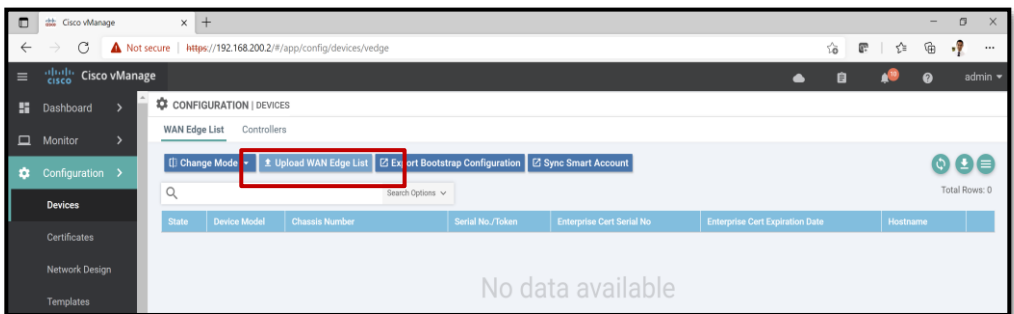 Cisco vManage
Not secure | https://192.168.200.2/#/app/config/devices/vedge
cisco Cisco vManage
admin
Dashboard
Monitor
Configuration
Devices
Certificates
Network Design
Templates
CONFIGURATION | DEVICES
WAN Edge List Controllers
Change Mode Upload WAN Edge List Export Bootstrap Configuration Sync Smart Account
Search Options
Total Rows: 0
State Device Model Chassis Number Serial No./Token Enterprise Cert Serial No Enterprise Cert Expiration Date Hostname
No data available